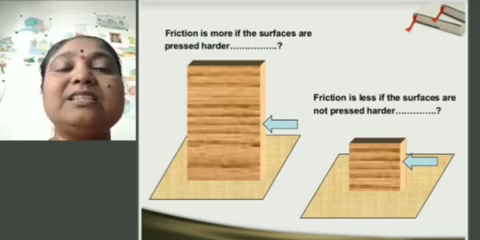 Friction is more if the surfaces are
pressed harder……………?
Friction is less if the surfaces are
not pressed harder………….?